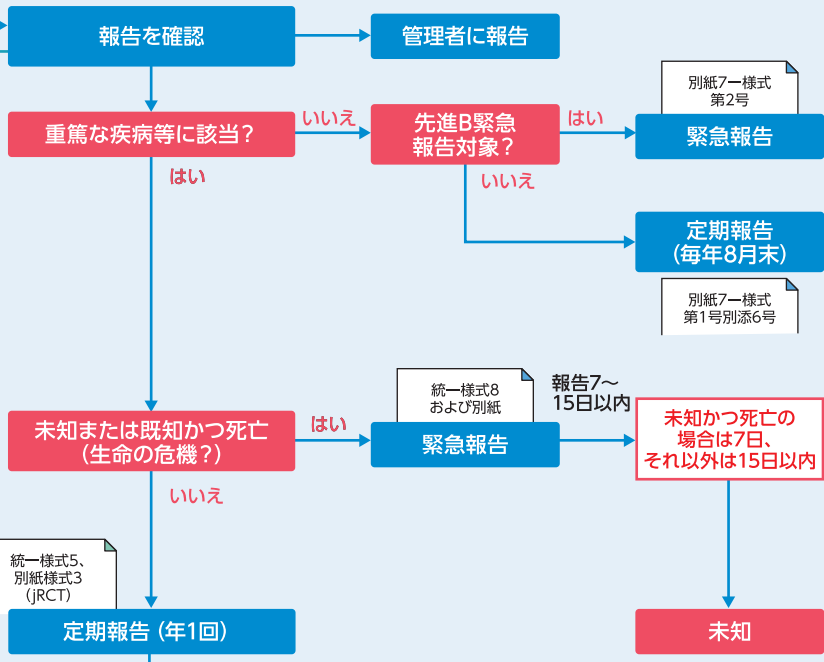 報告を確認
管理者に報告
別紙7ー様式
第2号
重篤な疾病等に該当？
いいえ
先進B緊急
報告対象？
はい
緊急報告
はい
いいえ
定期報告
(毎年8月末)
別紙7ー様式
第1号別添6号
統一様式8
および別紙
報告7〜
15日以内
未知または既知かつ死亡
(生命の危機？)
はい
緊急報告
未知かつ死亡の
場合は7日、
それ以外は15日以内
いいえ
統一様式5、
別紙様式3
(jRCT)
定期報告 (年1回)
未知